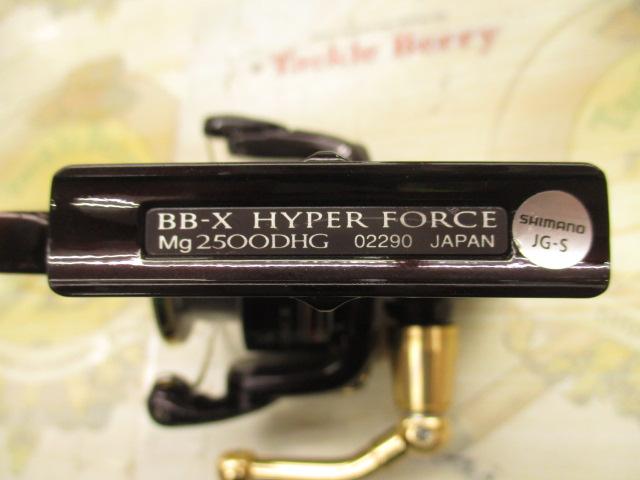 Tackle Berry
BB-X HYPER FORCE
Mg2500DHG 02290 JAPAN
SHIMANO
JG-S